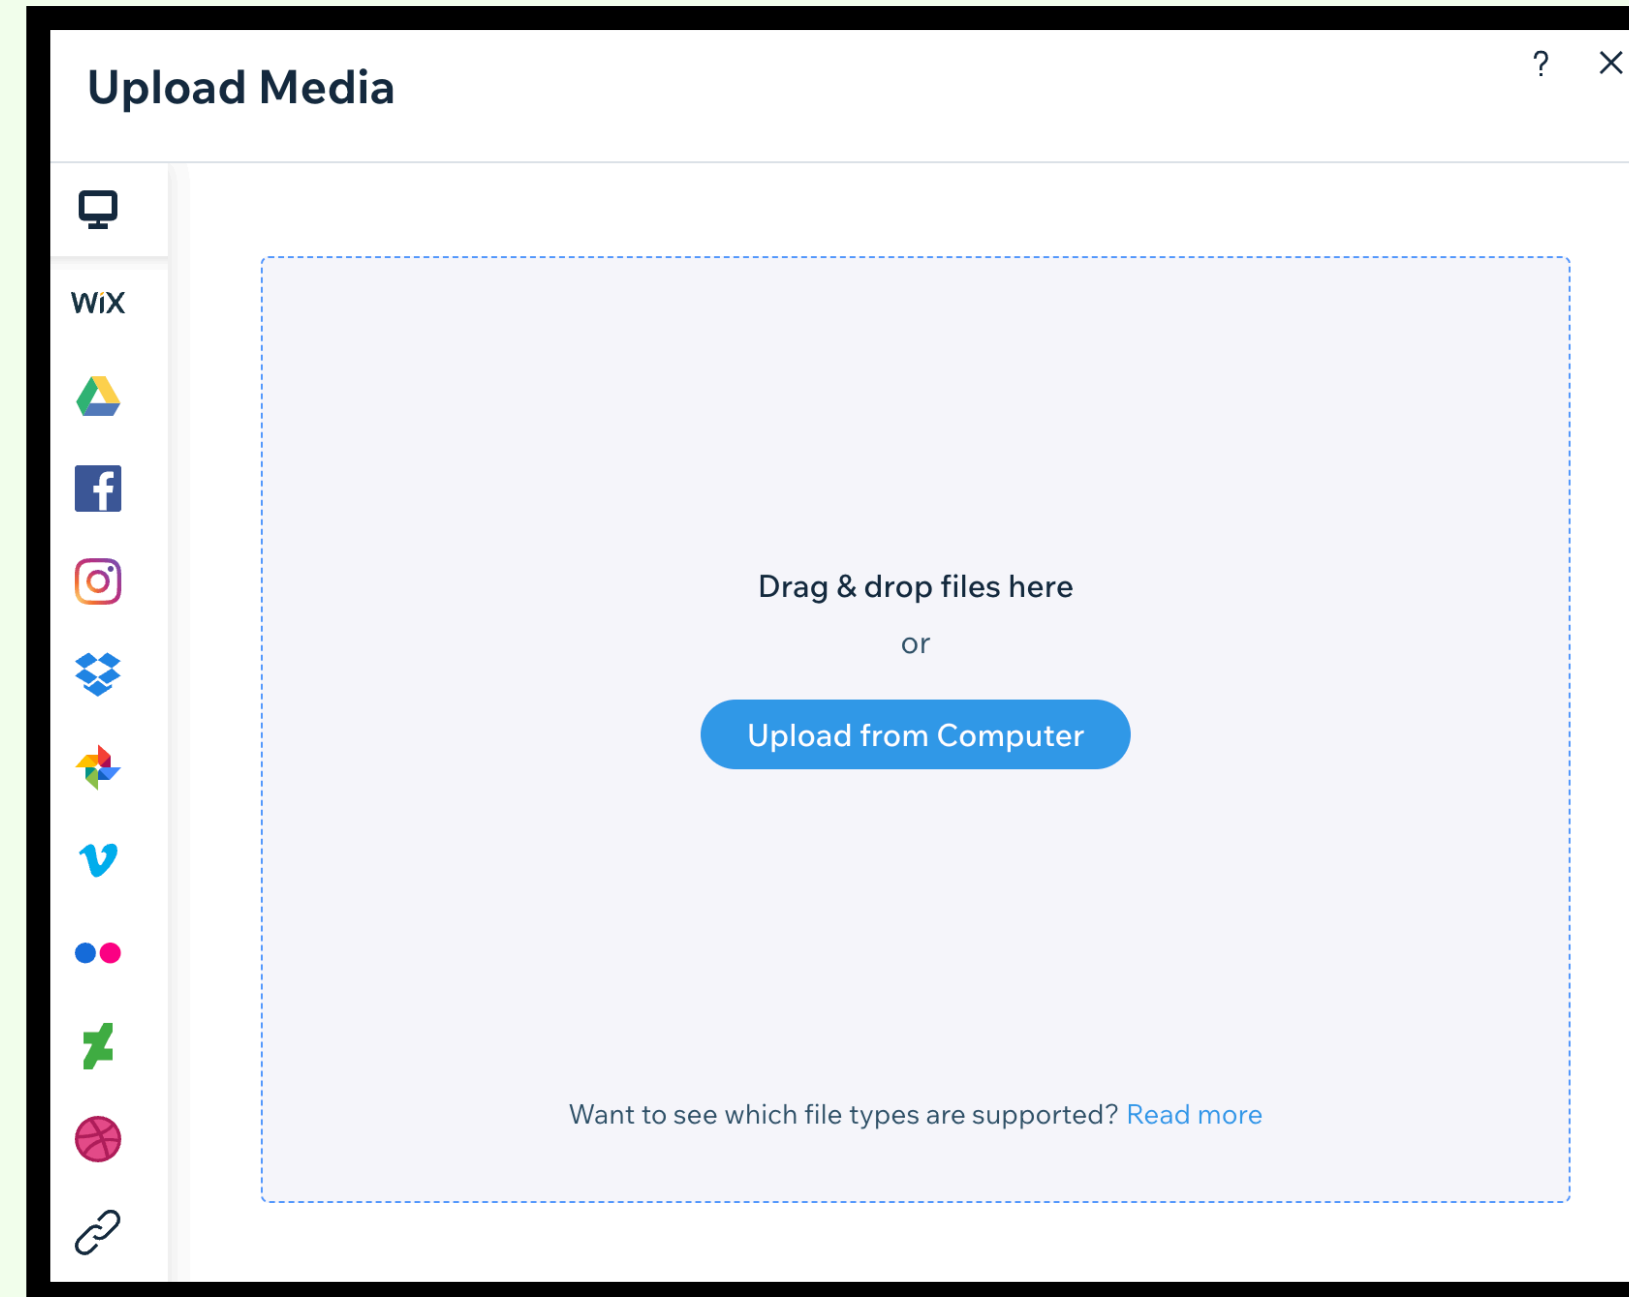 Upload Media
?
WiX
Drag & drop files here
or
Upload from Computer
Want to see which file types are supported? Read more